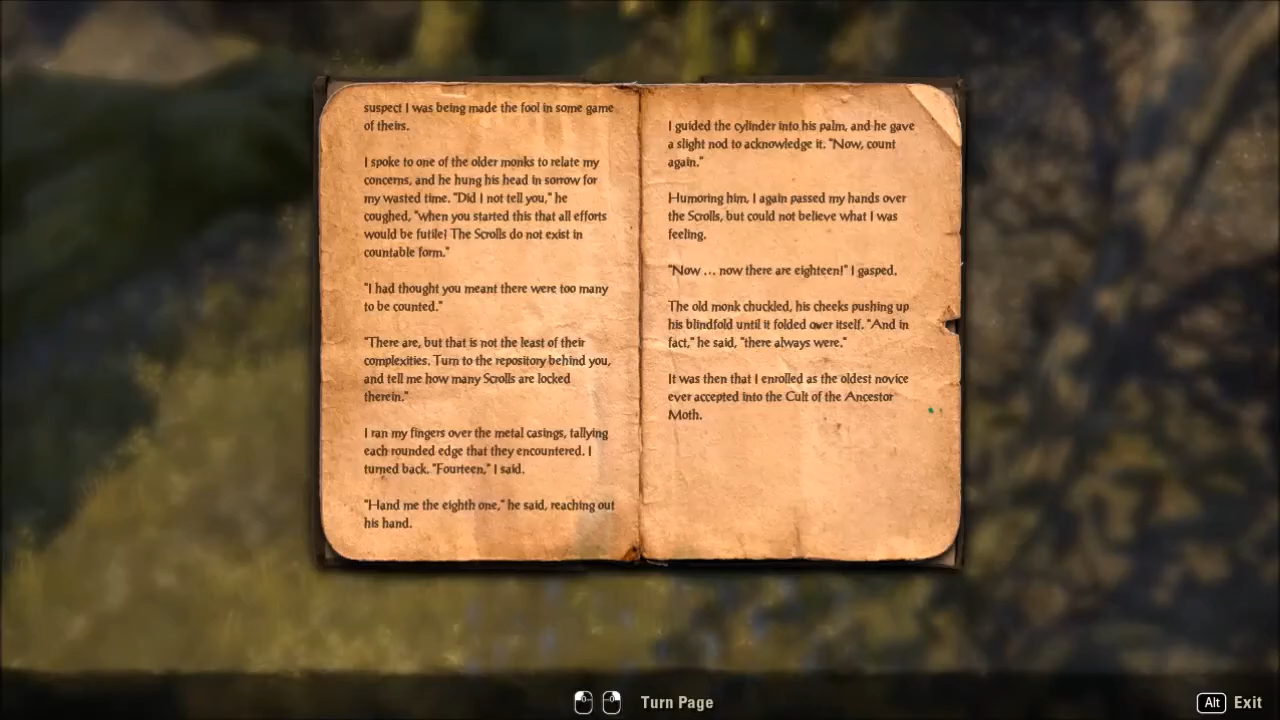 suspect I was being made the fool in some game
of theirs.
I spoke to one of the older monks to relate my
concerns, and he hung his head in sorrow for
my wasted time. "Did I not tell you," he
coughed, "when you started this that all efforts
would be futile! The Scrolls do not exist in
countable form."
"I had thought you meant there were too many
to be counted."
"There are, but that is not the least of their
complexities. Turn to the repository behind you,
and tell me how many Scrolls are locked
therein."
I ran my fingers over the metal casings, tallying
each rounded edge that they encountered. I
turned back. "Fourteen," I said.
"Hand me the eighth one," he said, reaching out
his hand.
I guided the cylinder into his palm, and he gave
a slight nod to acknowledge it. "Now, count
again."
Humoring him, I again passed my hands over
the Scrolls, but could not believe what I was
feeling.
"Now ... now there are eighteen!" I gasped.
The old monk chuckled, his cheeks pushing up
his blindfold until it folded over itself. "And in
fact," he said, "there always were."
It was then that I enrolled as the oldest novice
ever accepted into the Cult of the Ancestor
Moth.
Turn Page
Alt Exit